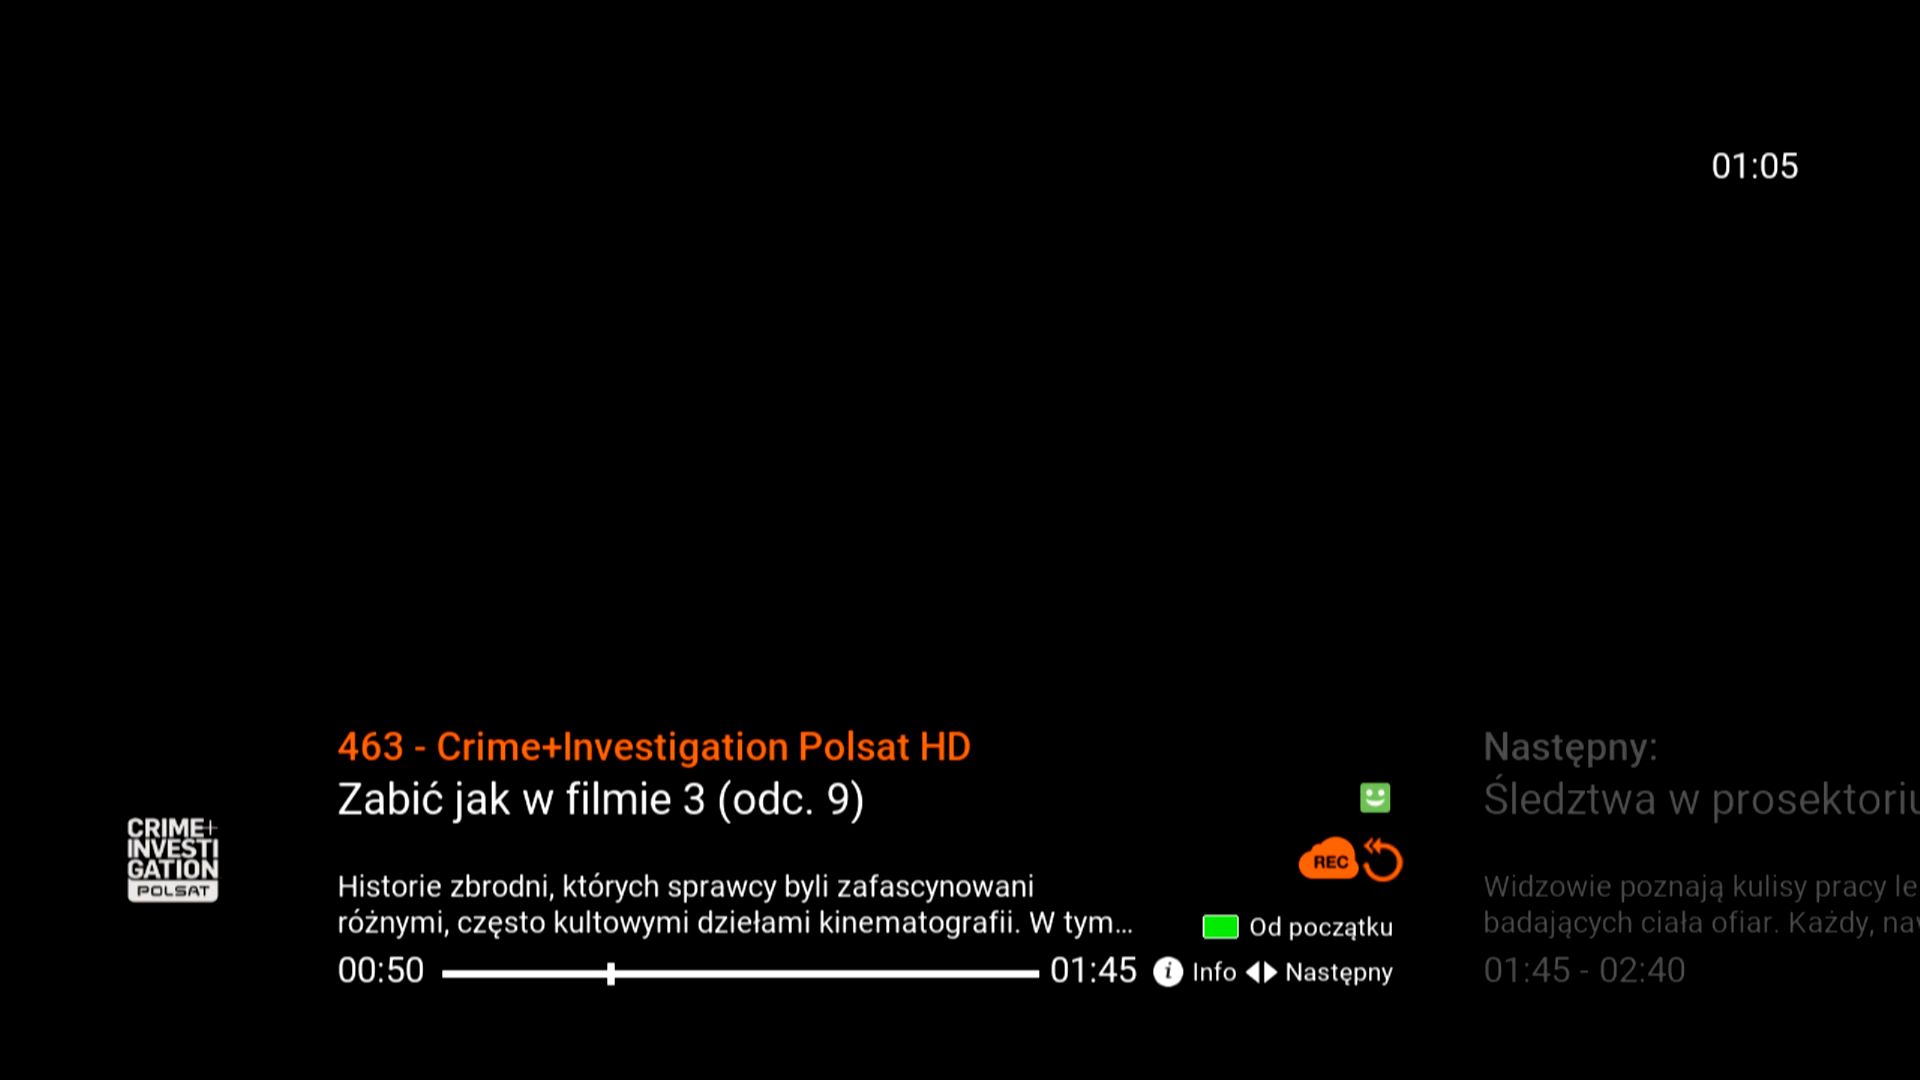 01:05
463 - Crime+Investigation Polsat HD
Zabić jak w filmie 3 (odc. 9)
CRIME+
INVESTI
GATION
POLSAT
REC
Historie zbrodni, których sprawcy byli zafascynowani
różnymi, często kultowymi dziełami kinematografii. W tym...
Od początku
00:50
01:45
i Info
Następny
Następny:
Śledztwa w prosektoriu
Widzowie poznają kulisy pracy le
badających ciała ofiar. Każdy, naw
01:45 - 02:40